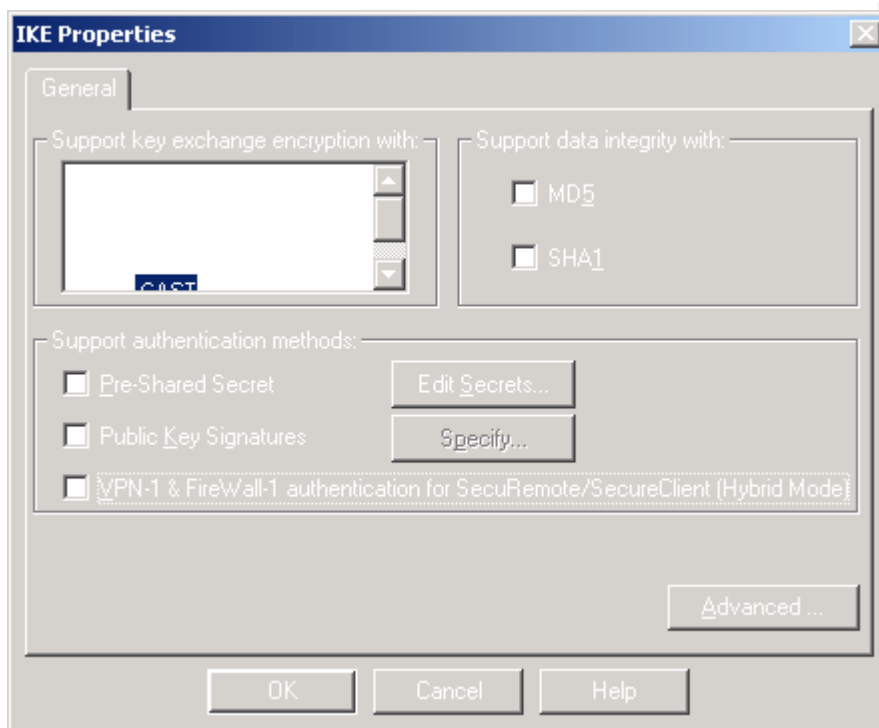 IKE Properties
General
Support key exchange encryption with:
CAST
Support data integrity with:
MD5
SHA1
Support authentication methods:
Pre-Shared Secret
Edit Secrets...
Public Key Signatures
Specify...
VPN-1 & FireWall-1 authentication for SecuRemote/SecureClient (Hybrid Mode)
Advanced ...
OK
Cancel
Help